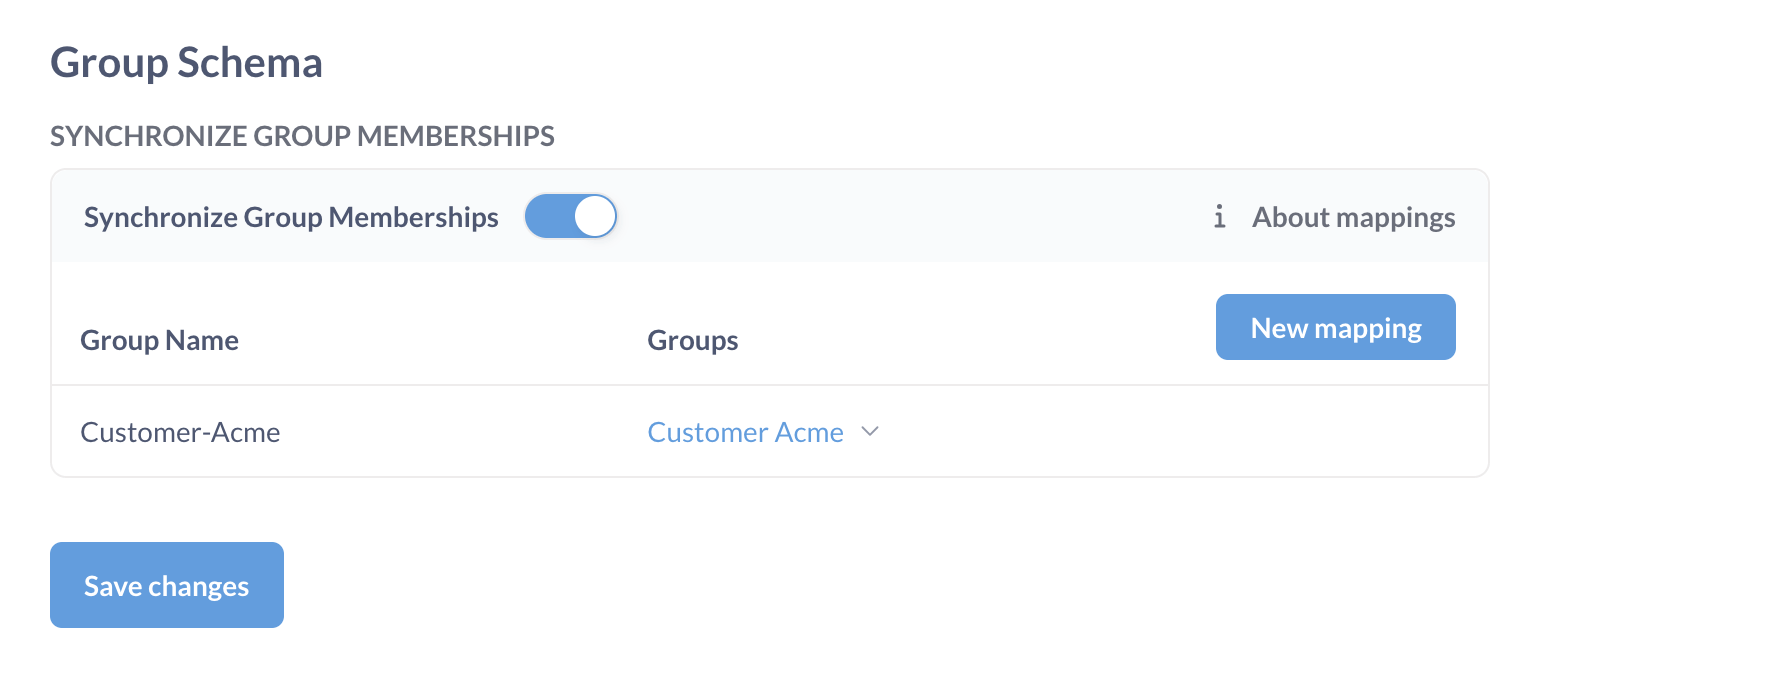 Group Schema
SYNCHRONIZE GROUP MEMBERSHIPS
Synchronize Group Memberships
i About mappings
Group Name
Groups
New mapping
Customer-Acme
Customer Acme
Save changes